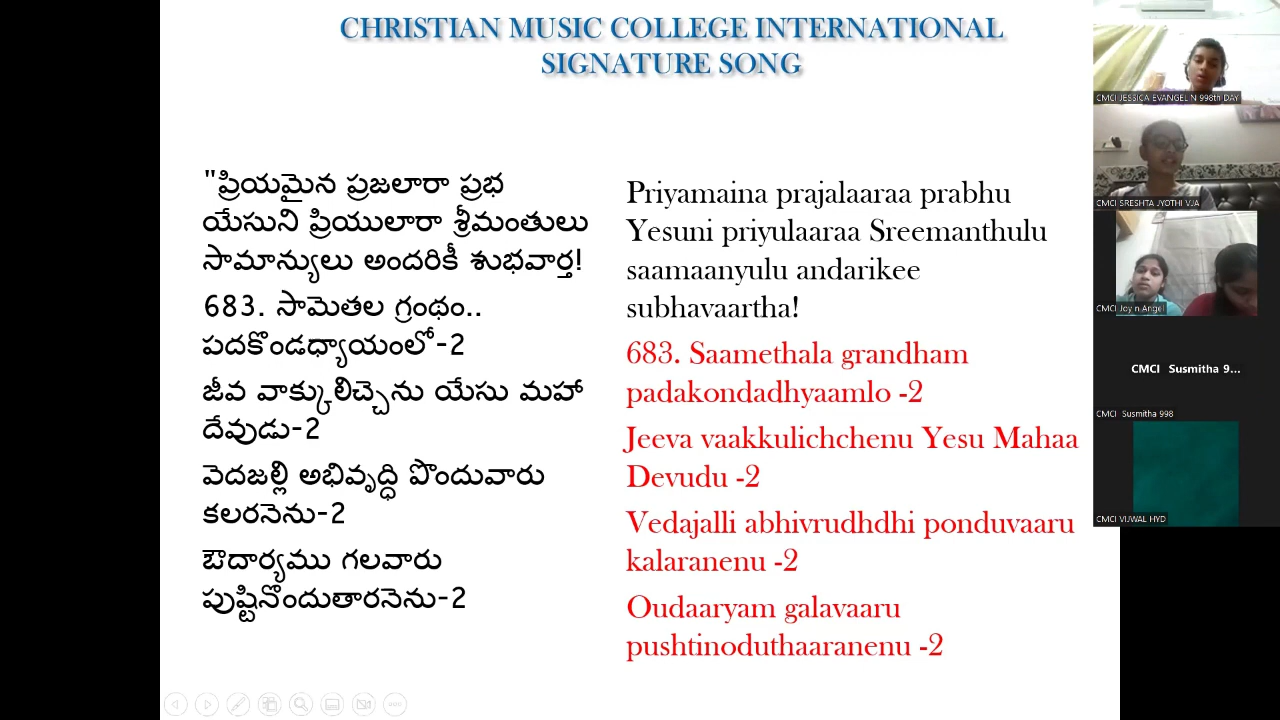 CHRISTIAN MUSIC COLLEGE INTERNATIONAL
SIGNATURE SONG
"ప్రియమైన ప్రజలారా ప్రభ
యేసుని ప్రియులారా శ్రీమంతులు
సామాన్యులు అందరికీ శుభవార్త!
683. సామెతల గ్రంథం..
పదకొండధ్యాయంలో-2
జీవ వాక్కులిచ్చెను యేసు మహా
దేవుడు-2
వెదజల్లి అభివృద్ధి పొందువారు
కలరనెను-2
ఔదార్యము గలవారు
పుష్టినొందుతారనెను-2
Priyamaina prajalaaraa prabhu
Yesuni priyulaaraa Sreemanthulu
saamaanyulu andarikee
subhavaartha!
683. Saamethala grandham
padakondadhyaamlo -2
Jeeva vaakkulichchenu Yesu Mahaa
Devudu -2
Vedajalli abhivrudhdhi ponduvaaru
kalaranenu -2
Oudaaryam galavaaru
pushtinoduthaaranenu -2
CMCI JESSICA EVANGEL N 998th DAY
CMCI SRESHTA JYOTHI VJA
CMCI Joy n Angel
CMCI Susmitha 9...
CMCI Susmitha 998
CMCI VIJWAL HYD